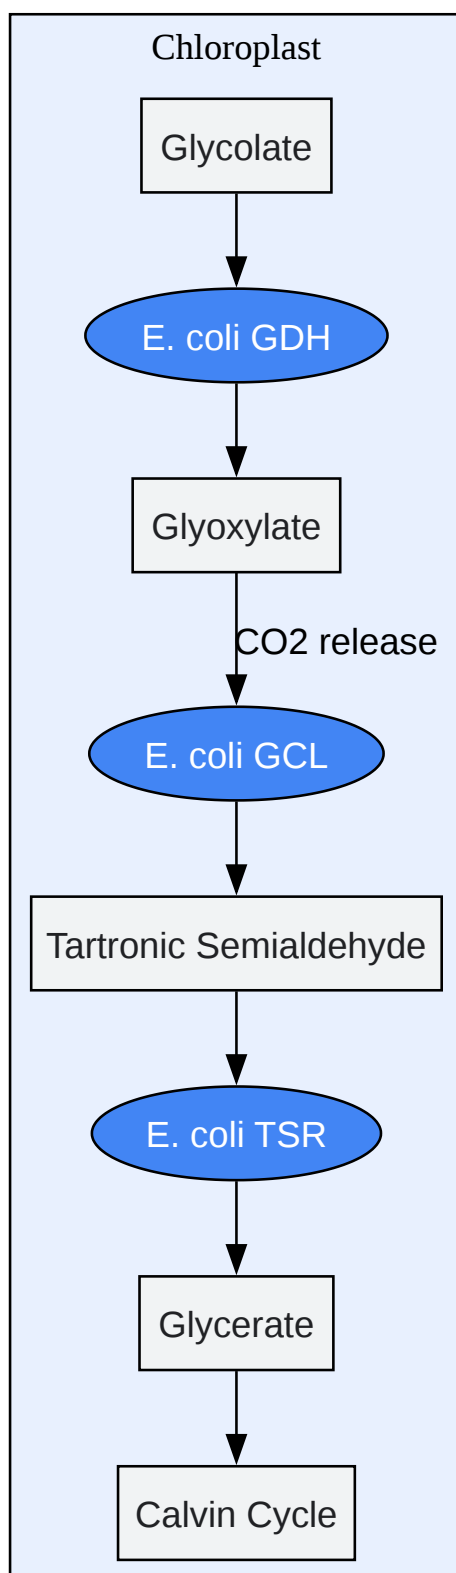 Chloroplast
Glycolate
E. coli GDH
Glyoxylate
CO2 release
E. coli GCL
Tartronic Semialdehyde
E. coli TSR
Glycerate
Calvin Cycle